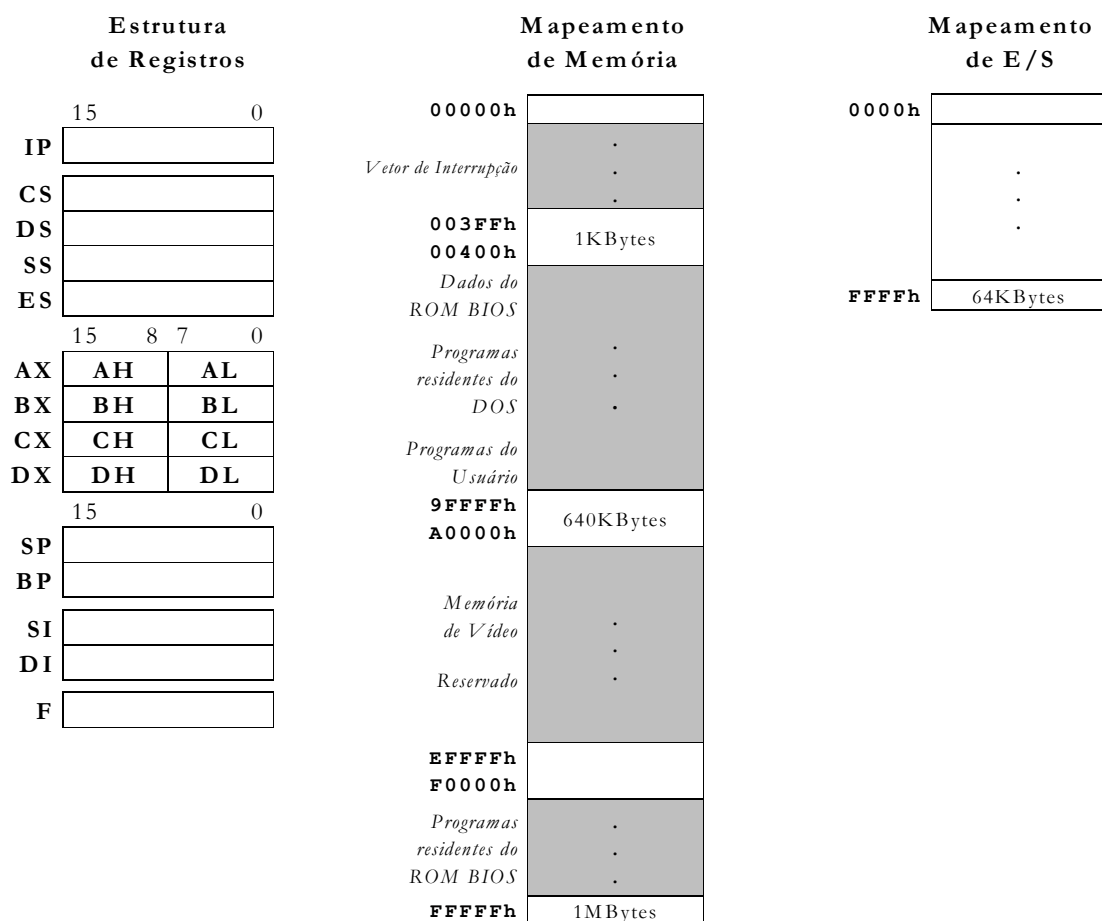 Estrutura
de Registros
15 0
IP
CS
DS
SS
ES
15 8 7 0
AX AH AL
BX BH BL
CX CH CL
DX DH DL
15 0
SP
BP
SI
DI
F
Mapeamento
de Memória
00000h
Vetor de Interrupção
003FFh
1KBytes
00400h
Dados do
ROM BIOS
Programas
residentes do
DOS
Programas do
Usuário
9FFFFh
640KBytes
A0000h
Memória
de Vídeo
Reservado
EFFFFh
F0000h
Programas
residentes do
ROM BIOS
FFFFFh 1MBytes
Mapeamento
de E/S
0000h
FFFFh 64KBytes